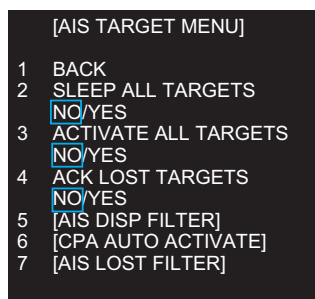 [AIS TARGET MENU]
1 BACK
2 SLEEP ALL TARGETS
NO/YES
3 ACTIVATE ALL TARGETS
NO/YES
4 ACK LOST TARGETS
NO/YES
5 [AIS DISP FILTER]
6 [CPA AUTO ACTIVATE]
7 [AIS LOST FILTER]